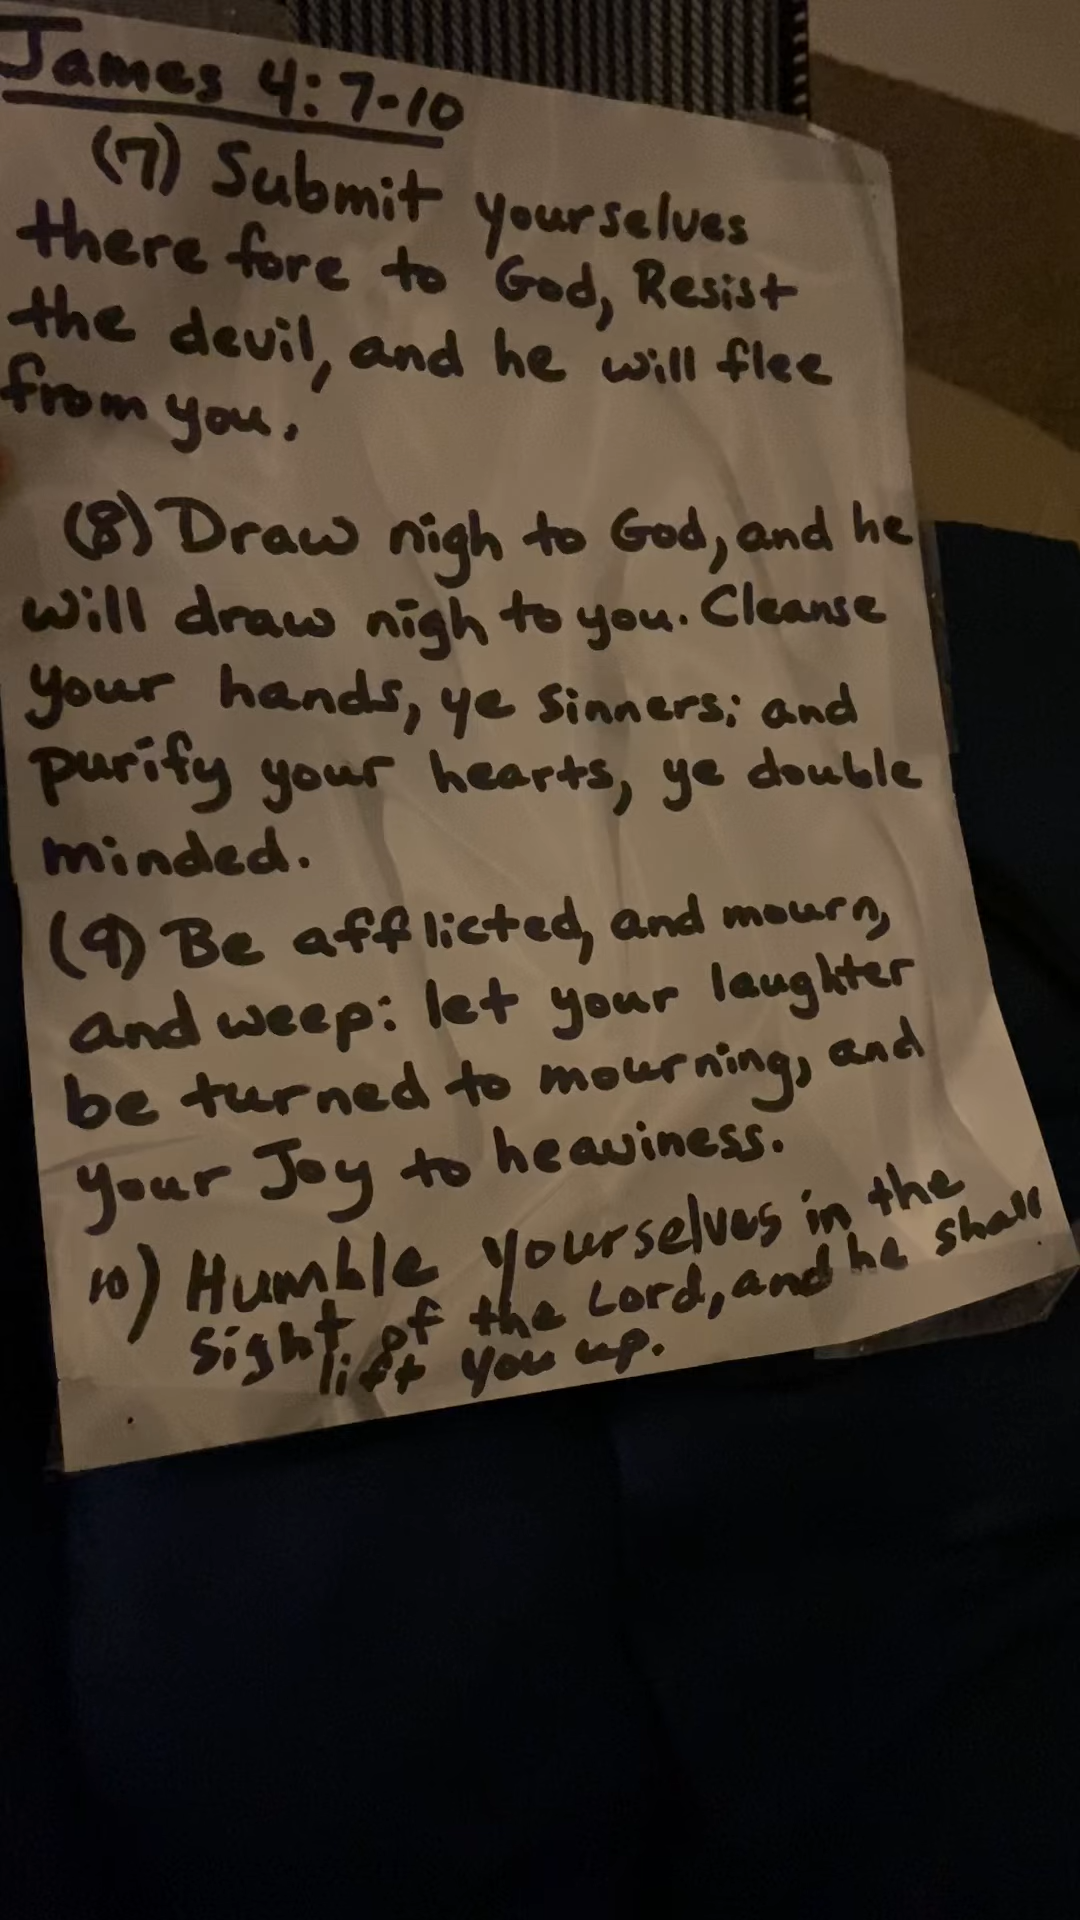 James 4:7-10
(7) Submit yourselves
there fore to God, Resist
the devil, and he will flee
from you.
(8) Draw nigh to God, and he
will draw nigh to you. Cleanse
your hands, ye sinners; and
purify your hearts, ye double
minded.
(9) Be afflicted, and mourn,
and weep: let your laughter
be turned to mourning, and
your Joy to heaviness.
10) Humble yourselves in the
sight of the Lord, and he shall
lift you up.